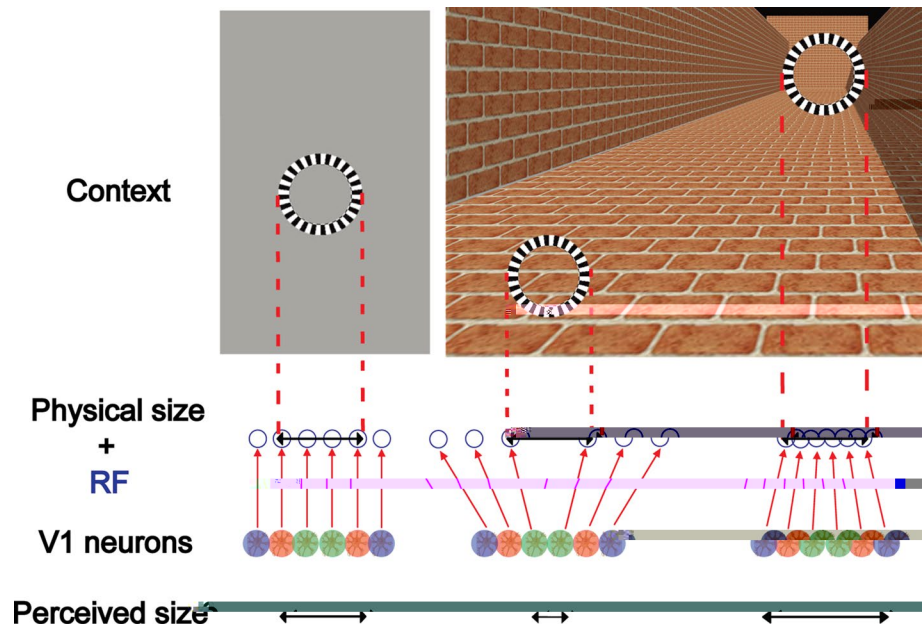 Context
Physical size
+
RF
V1 neurons
Perceived size